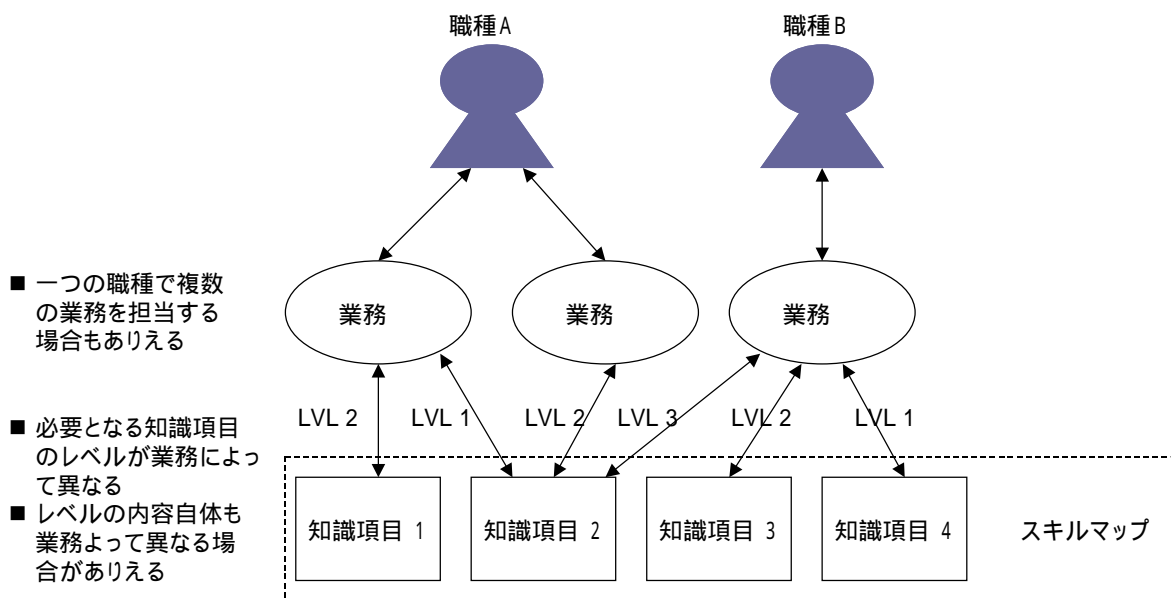 職種A
職種B
■ 一つの職種で複数
の業務を担当する
場合もありえる
業務
業務
業務
■ 必要となる知識項目
のレベルが業務によっ
て異なる
■ レベルの内容自体も
業務よって異なる場
合がありえる
LVL 2
LVL 1
LVL 2
LVL 3
LVL 2
LVL 1
知識項目 1
知識項目 2
知識項目 3
知識項目 4
スキルマップ